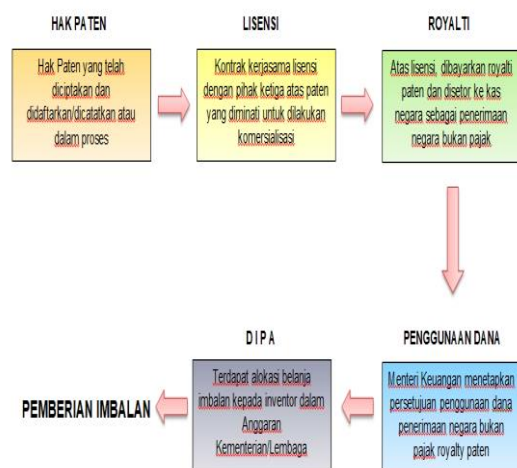 HAK PATEN
LISENSI
ROYALTI
Hak Paten yang telah
diciptakan dan
didaftarkan/dicatatkan atau
dalam proses
Kontrak kerjasama lisensi
dengan pihak ketiga atas paten
yang diminati untuk dilakukan
komersialisasi
Atas lisensi, dibayarkan royalti
paten dan disetor ke kas
negara sebagai penerimaan
negara bukan pajak
PENGGUNAAN DANA
Menteri Keuangan menetapkan
persetujuan penggunaan dana
penerimaan negara bukan
pajak royalty paten
D I P A
Terdapat alokasi belanja
imbalan kepada inventor dalam
Anggaran
Kementerian/Lembaga
PEMBERIAN IMBALAN